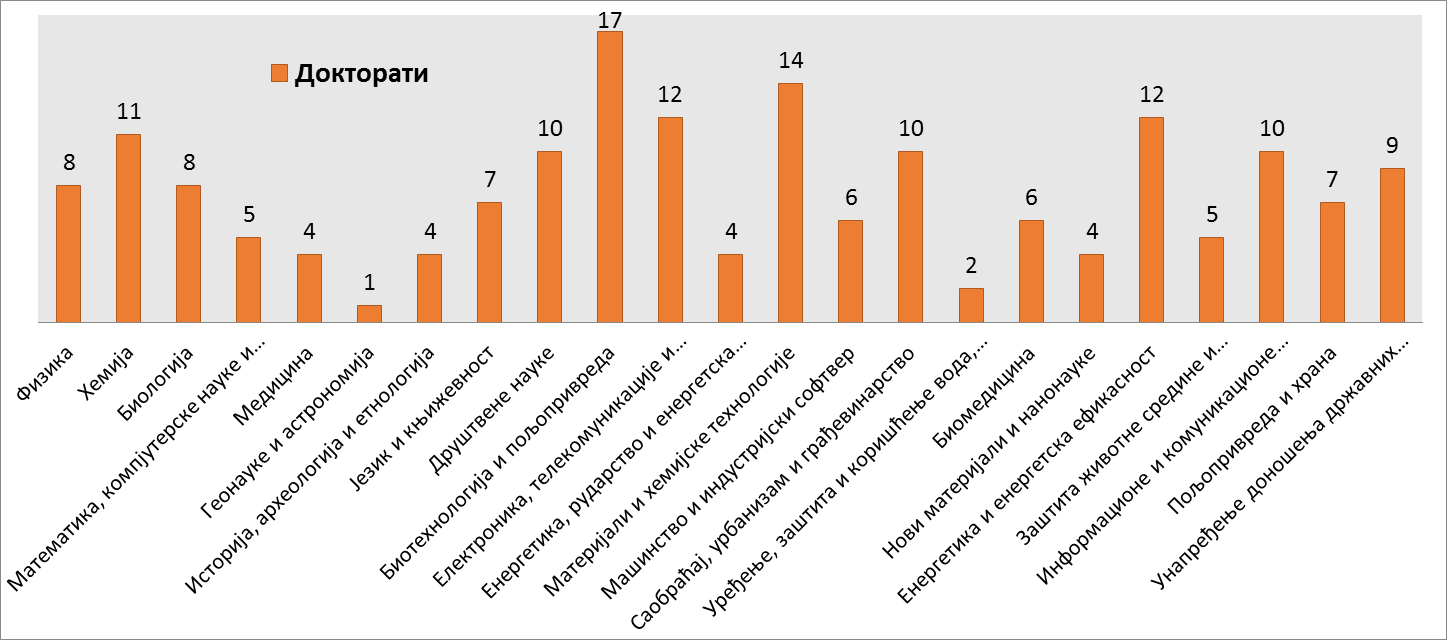 17
Докторати
14
12
12
11
10
10
10
9
8
8
7
7
6
6
5
5
4
4
4
4
2
1
Физика
Хемија
Биологија
Математика, компјутерске науке и...
Медицина
Геонауке и астрономија
Историја, археологија и етнологија
Језик и књижевност
Друштвене науке
Биотехнологија и пољопривреда
Електроника, телекомуникације и...
Енергетика, рударство и енергетска...
Материјали и хемијске технологије
Машинство и индустријски софтвер
Саобраћај, урбанизам и грађевинарство
Уређење, заштита и коришћење вода,...
Биомедицина
Нови материјали и нанонауке
Енергетика и енергетска ефикасност
Заштита животне средине и...
Информационе и комуникационе...
Пољопривреда и храна
Унапређење доношења државних...